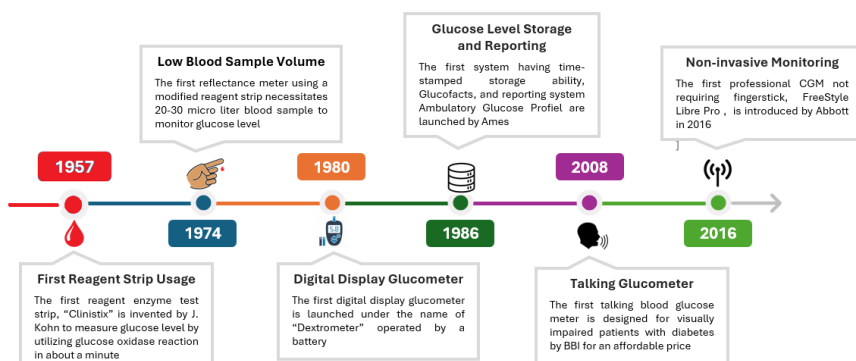 Low Blood Sample Volume
The first reflectance meter using a
modified reagent strip necessitates
20-30 micro liter blood sample to
monitor glucose level
Glucose Level Storage
and Reporting
The first system having time-
stamped storage ability,
Glucofacts, and reporting system
Ambulatory Glucose Profiel are
launched by Ames
Non-invasive Monitoring
The first professional CGM not
requiring fingerstick, FreeStyle
Libre Pro , is introduced by Abbott
in 2016
]
1957
1980
2008
1974
1986
2016
First Reagent Strip Usage
The first reagent enzyme test
strip, “Clinistix” is invented by J.
Kohn to measure glucose level by
utilizing glucose oxidase reaction
in about a minute
Digital Display Glucometer
The first digital display glucometer
is launched under the name of
“Dextrometer” operated by a
battery
Talking Glucometer
The first talking blood glucose
meter is designed for visually
impaired patients with diabetes
by BBI for an affordable price